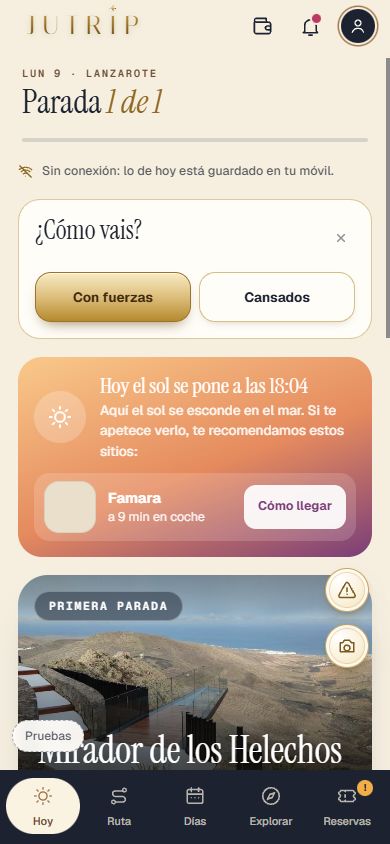 JUTRIP
LUN 9 · LANZAROTE
Parada 1 de 1
Sin conexión: lo de hoy está guardado en tu móvil.
¿Cómo vais?
×
Con fuerzas
Cansados
Hoy el sol se pone a las 18:04
Aquí el sol se esconde en el mar. Si te
apetece verlo, te recomendamos estos
sitios:
Famara
a 9 min en coche
Cómo llegar
PRIMERA PARADA
Pruebas
Mirador de los Helechos
Hoy
Ruta
Días
Explorar
!
Reservas